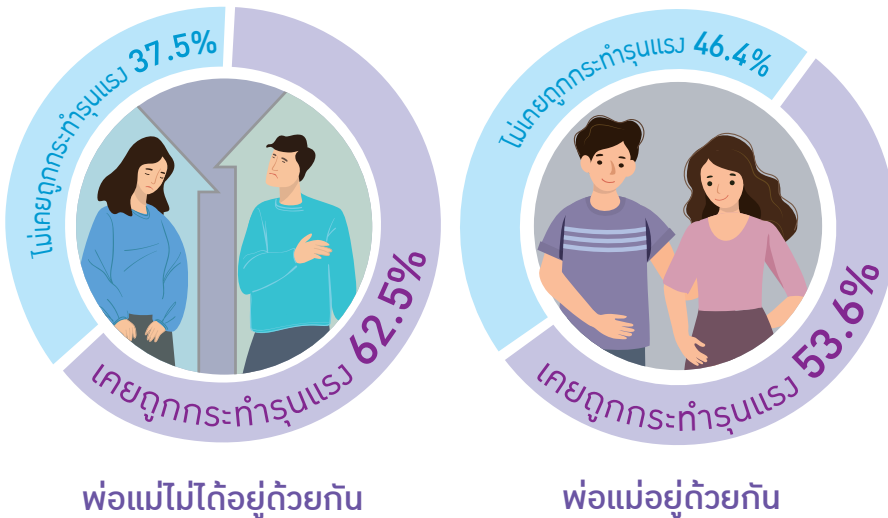 ไม่เคยถูกกระทำรุนแรง 37.5%
เคยถูกกระทำรุนแรง 62.5%
พ่อแม่ไม่ได้อยู่ด้วยกัน
ไม่เคยถูกกระทำรุนแรง 46.4%
เคยถูกกระทำรุนแรง 53.6%
พ่อแม่อยู่ด้วยกัน